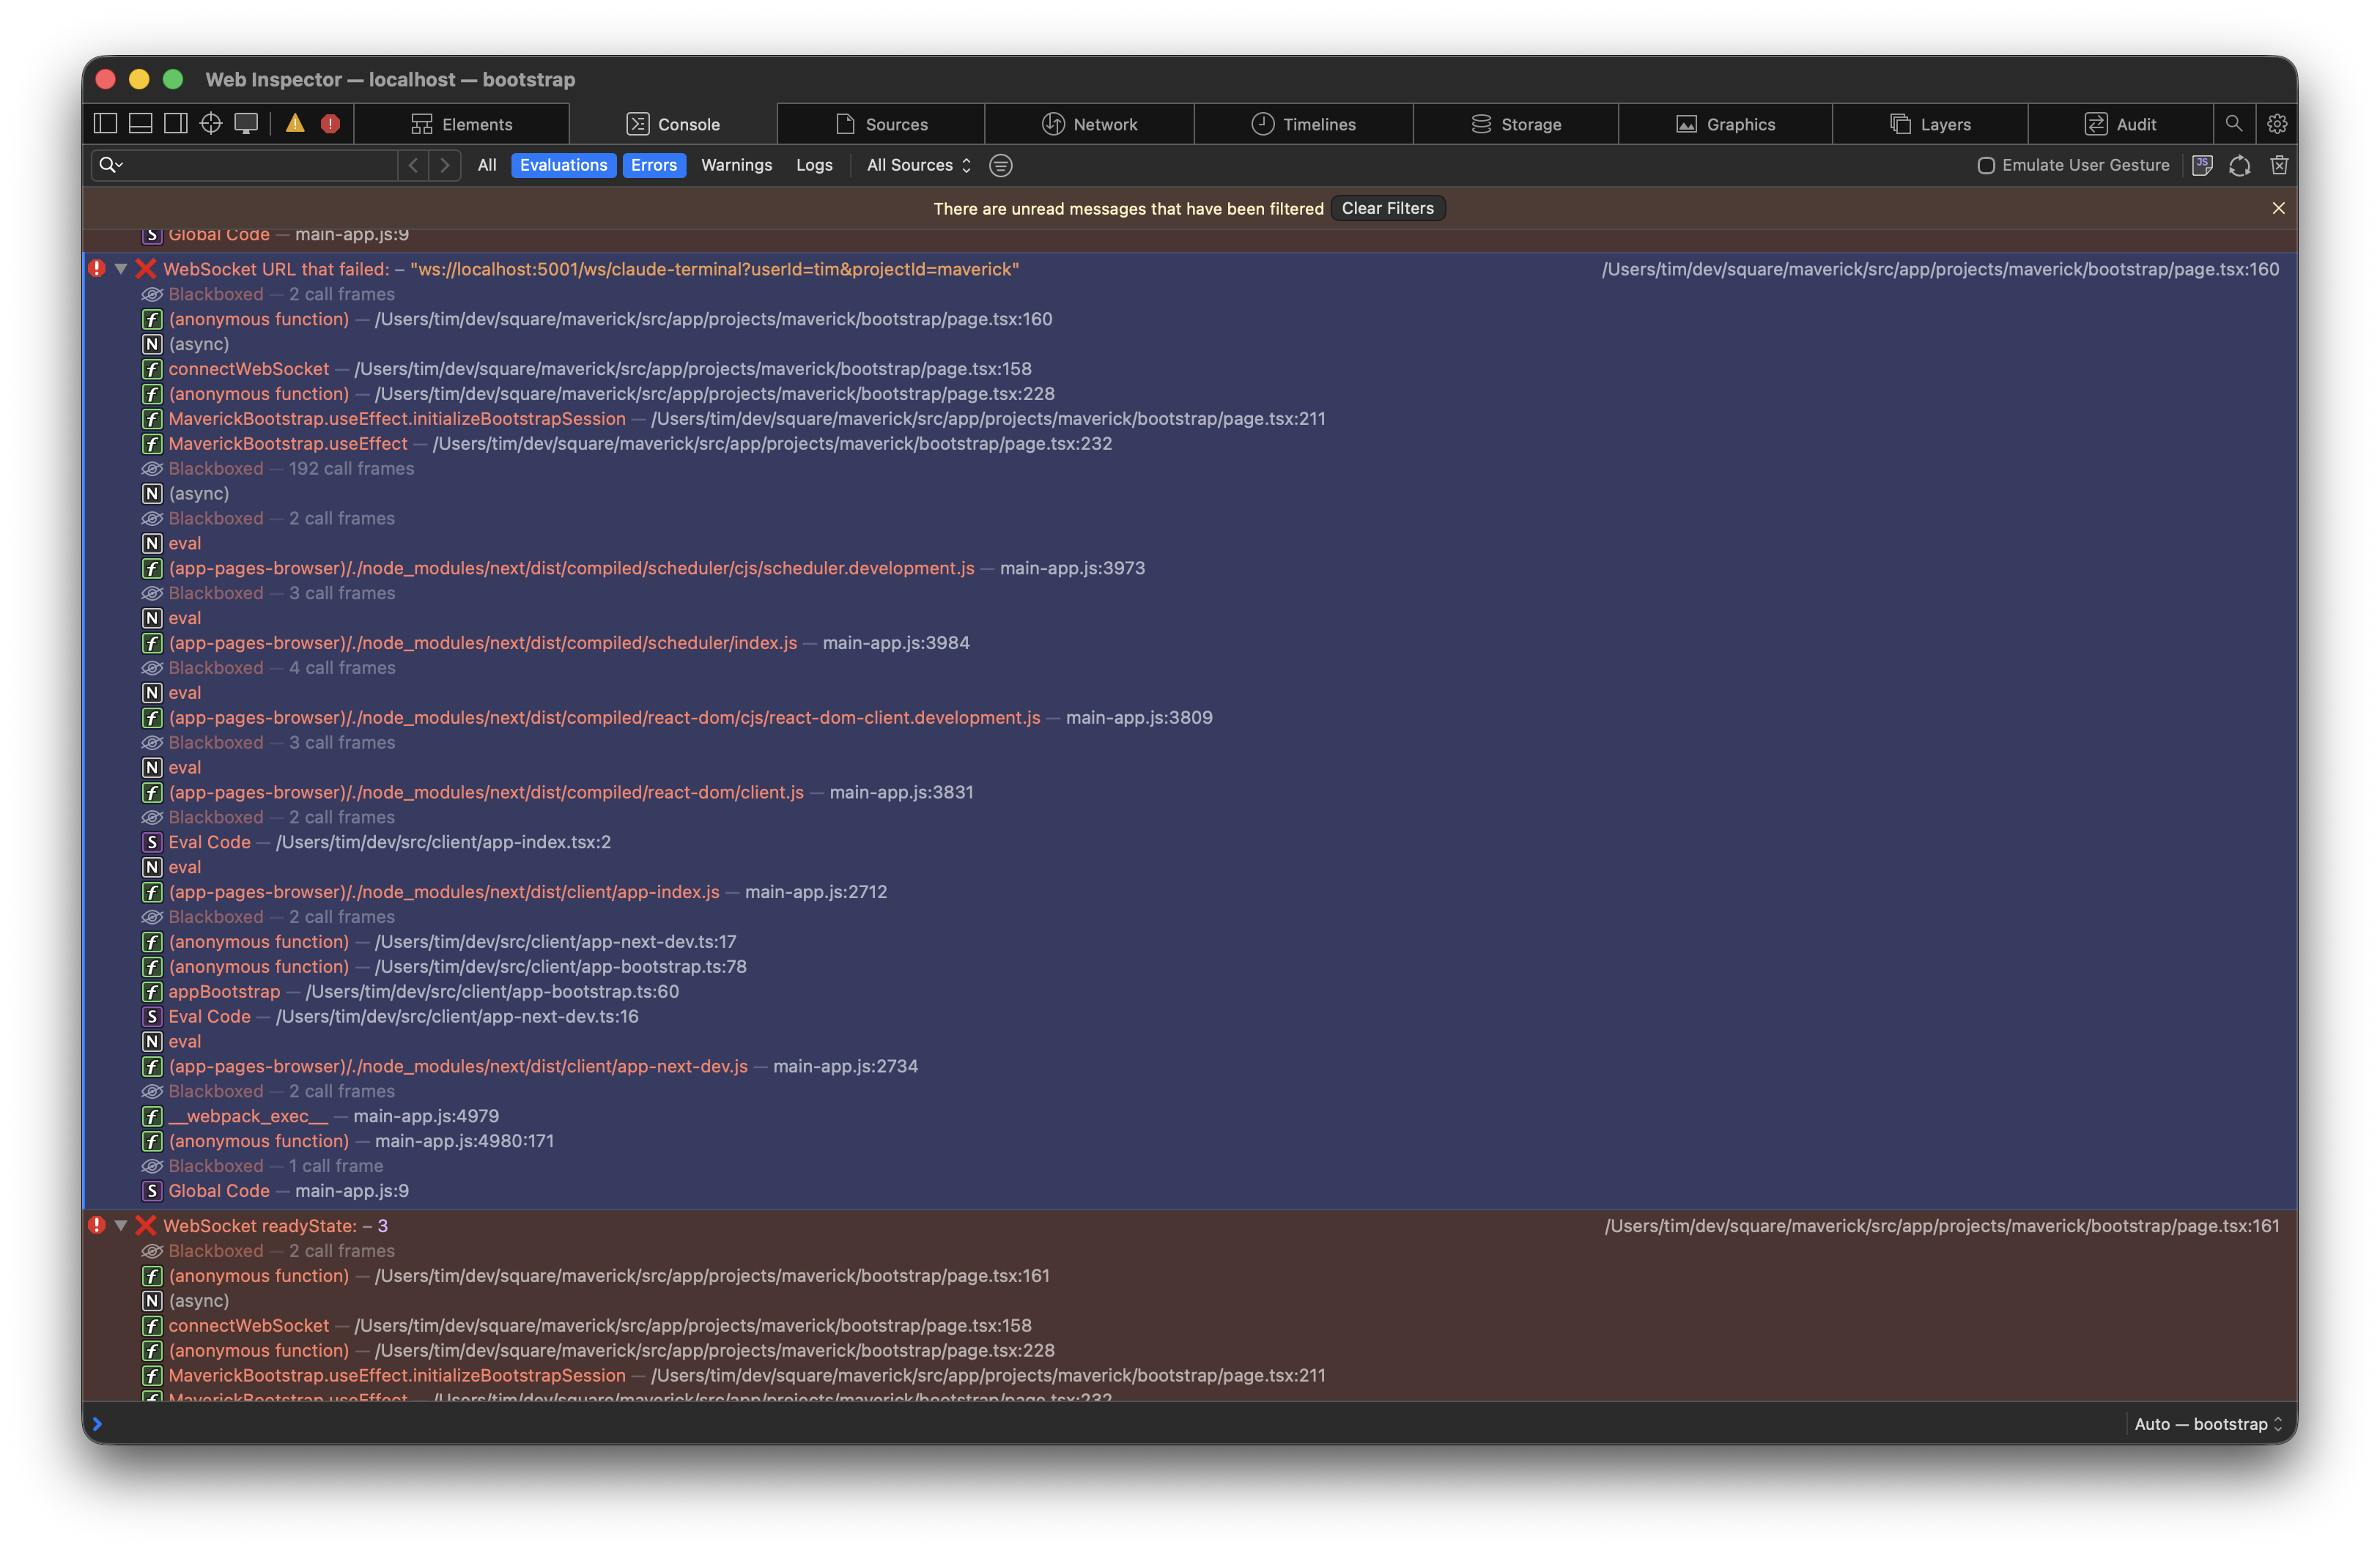 Web Inspector — localhost — bootstrap
Elements Console Sources Network Timelines Storage Graphics Layers Audit
All Evaluations Errors Warnings Logs All Sources Emulate User Gesture
There are unread messages that have been filtered Clear Filters
S Global Code — main-app.js:9
❌ WebSocket URL that failed: – "ws://localhost:5001/ws/claude-terminal?userId=tim&projectId=maverick" /Users/tim/dev/square/maverick/src/app/projects/maverick/bootstrap/page.tsx:160
Blackboxed — 2 call frames
f (anonymous function) — /Users/tim/dev/square/maverick/src/app/projects/maverick/bootstrap/page.tsx:160
N (async)
f connectWebSocket — /Users/tim/dev/square/maverick/src/app/projects/maverick/bootstrap/page.tsx:158
f (anonymous function) — /Users/tim/dev/square/maverick/src/app/projects/maverick/bootstrap/page.tsx:228
f MaverickBootstrap.useEffect.initializeBootstrapSession — /Users/tim/dev/square/maverick/src/app/projects/maverick/bootstrap/page.tsx:211
f MaverickBootstrap.useEffect — /Users/tim/dev/square/maverick/src/app/projects/maverick/bootstrap/page.tsx:232
Blackboxed — 192 call frames
N (async)
Blackboxed — 2 call frames
N eval
f (app-pages-browser)/./node_modules/next/dist/compiled/scheduler/cjs/scheduler.development.js — main-app.js:3973
Blackboxed — 3 call frames
N eval
f (app-pages-browser)/./node_modules/next/dist/compiled/scheduler/index.js — main-app.js:3984
Blackboxed — 4 call frames
N eval
f (app-pages-browser)/./node_modules/next/dist/compiled/react-dom/cjs/react-dom-client.development.js — main-app.js:3809
Blackboxed — 3 call frames
N eval
f (app-pages-browser)/./node_modules/next/dist/compiled/react-dom/client.js — main-app.js:3831
Blackboxed — 2 call frames
S Eval Code — /Users/tim/dev/src/client/app-index.tsx:2
N eval
f (app-pages-browser)/./node_modules/next/dist/client/app-index.js — main-app.js:2712
Blackboxed — 2 call frames
f (anonymous function) — /Users/tim/dev/src/client/app-next-dev.ts:17
f (anonymous function) — /Users/tim/dev/src/client/app-bootstrap.ts:78
f appBootstrap — /Users/tim/dev/src/client/app-bootstrap.ts:60
S Eval Code — /Users/tim/dev/src/client/app-next-dev.ts:16
N eval
f (app-pages-browser)/./node_modules/next/dist/client/app-next-dev.js — main-app.js:2734
Blackboxed — 2 call frames
f __webpack_exec__ — main-app.js:4979
f (anonymous function) — main-app.js:4980:171
Blackboxed — 1 call frame
S Global Code — main-app.js:9
❌ WebSocket readyState: – 3 /Users/tim/dev/square/maverick/src/app/projects/maverick/bootstrap/page.tsx:161
Blackboxed — 2 call frames
f (anonymous function) — /Users/tim/dev/square/maverick/src/app/projects/maverick/bootstrap/page.tsx:161
N (async)
f connectWebSocket — /Users/tim/dev/square/maverick/src/app/projects/maverick/bootstrap/page.tsx:158
f (anonymous function) — /Users/tim/dev/square/maverick/src/app/projects/maverick/bootstrap/page.tsx:228
f MaverickBootstrap.useEffect.initializeBootstrapSession — /Users/tim/dev/square/maverick/src/app/projects/maverick/bootstrap/page.tsx:211
f MaverickBootstrap.useEffect — /Users/tim/dev/square/maverick/src/app/projects/maverick/bootstrap/page.tsx:232
Auto — bootstrap